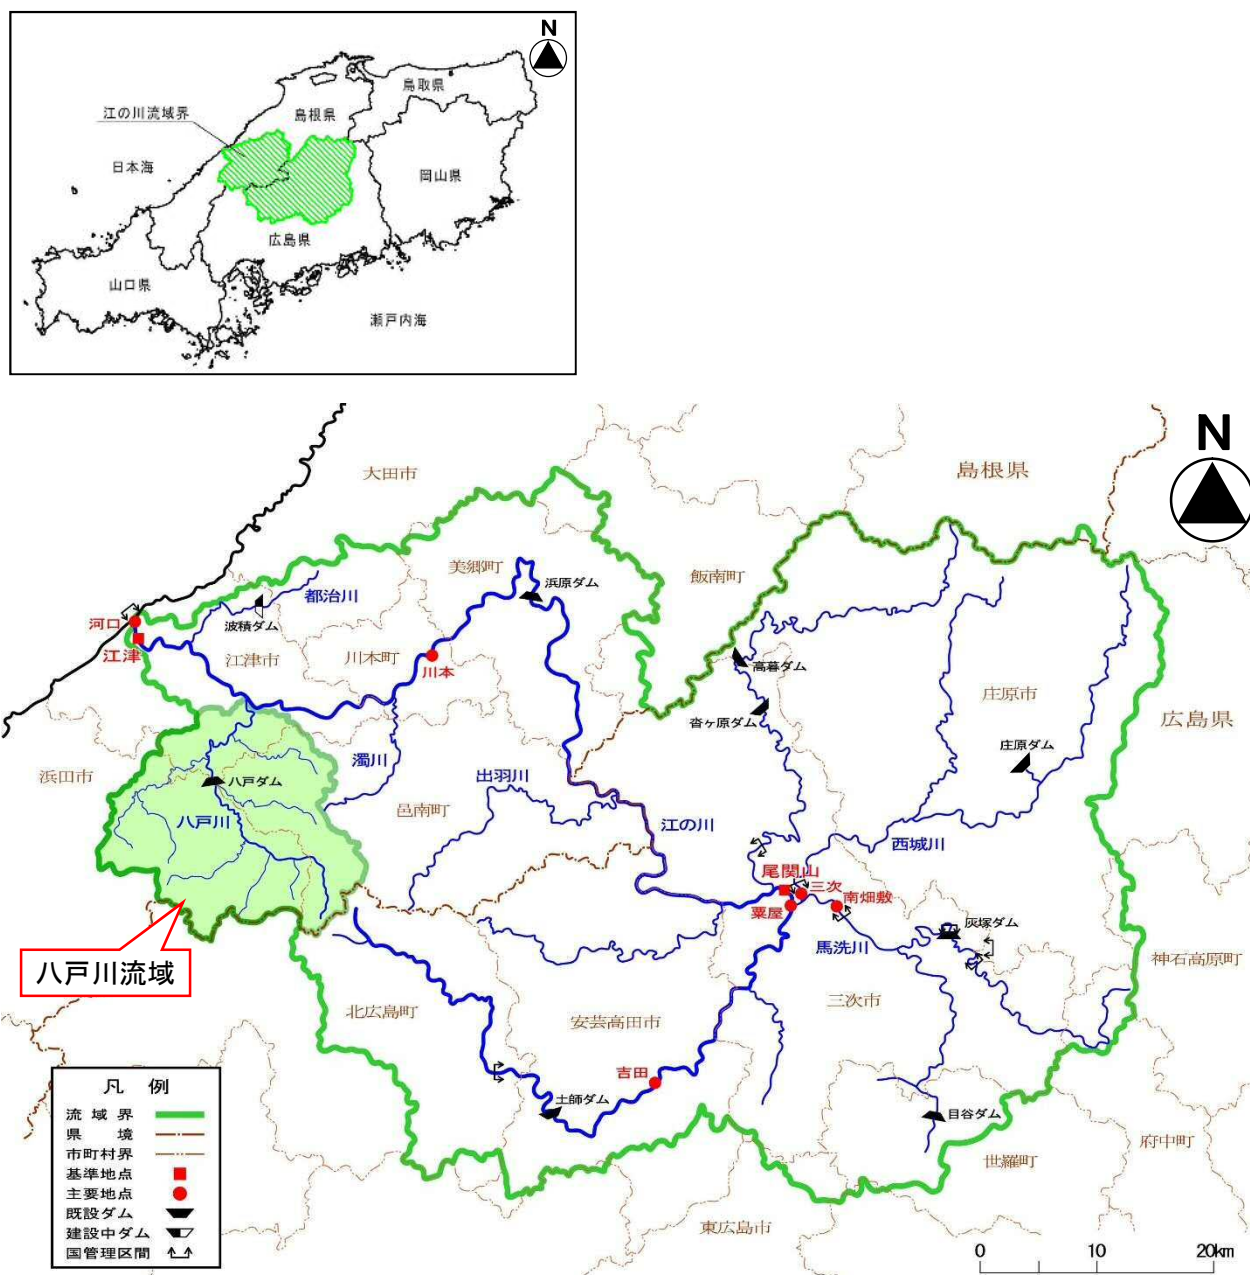 N
鳥取県
江の川流域界
島根県
日本海
岡山県
広島県
山口県
瀬戸内海
N
島根県
大田市
美郷町
浜原ダム
飯南町
都治川
河口
波積ダム
江津
江津市
川本町
川本
高暮ダム
沓ヶ原ダム
庄原市
広島県
庄原ダム
浜田市
八戸ダム
濁川
出羽川
八戸川
邑南町
江の川
西城川
尾関山
三次
粟屋
南畑敷
灰塚ダム
馬洗川
神石高原町
八戸川流域
三次市
北広島町
安芸高田市
吉田
土師ダム
目谷ダム
府中町
世羅町
東広島市
凡 例
流域界
県境
市町村界
基準地点
主要地点
既設ダム
建設中ダム
国管理区間
0 10 20km